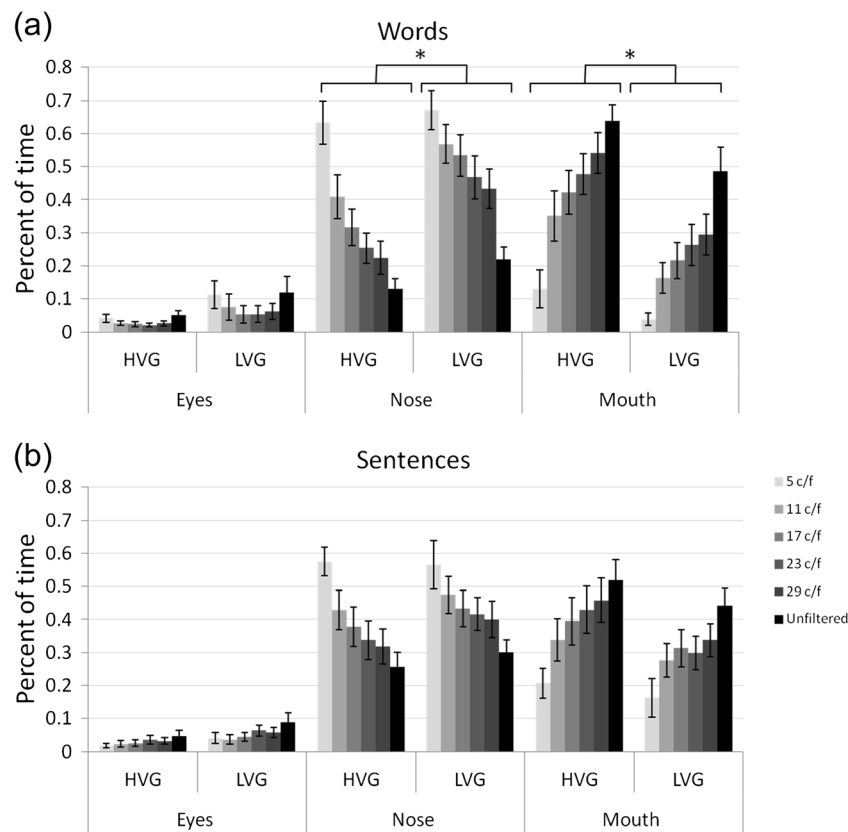 (a)
Words
* *
Percent of time
0.8
0.7
0.6
0.5
0.4
0.3
0.2
0.1
0
HVG LVG HVG LVG HVG LVG
Eyes Nose Mouth
(b)
Sentences
Percent of time
0.8
0.7
0.6
0.5
0.4
0.3
0.2
0.1
0
HVG LVG HVG LVG HVG LVG
Eyes Nose Mouth
5 c/f
11 c/f
17 c/f
23 c/f
29 c/f
Unfiltered